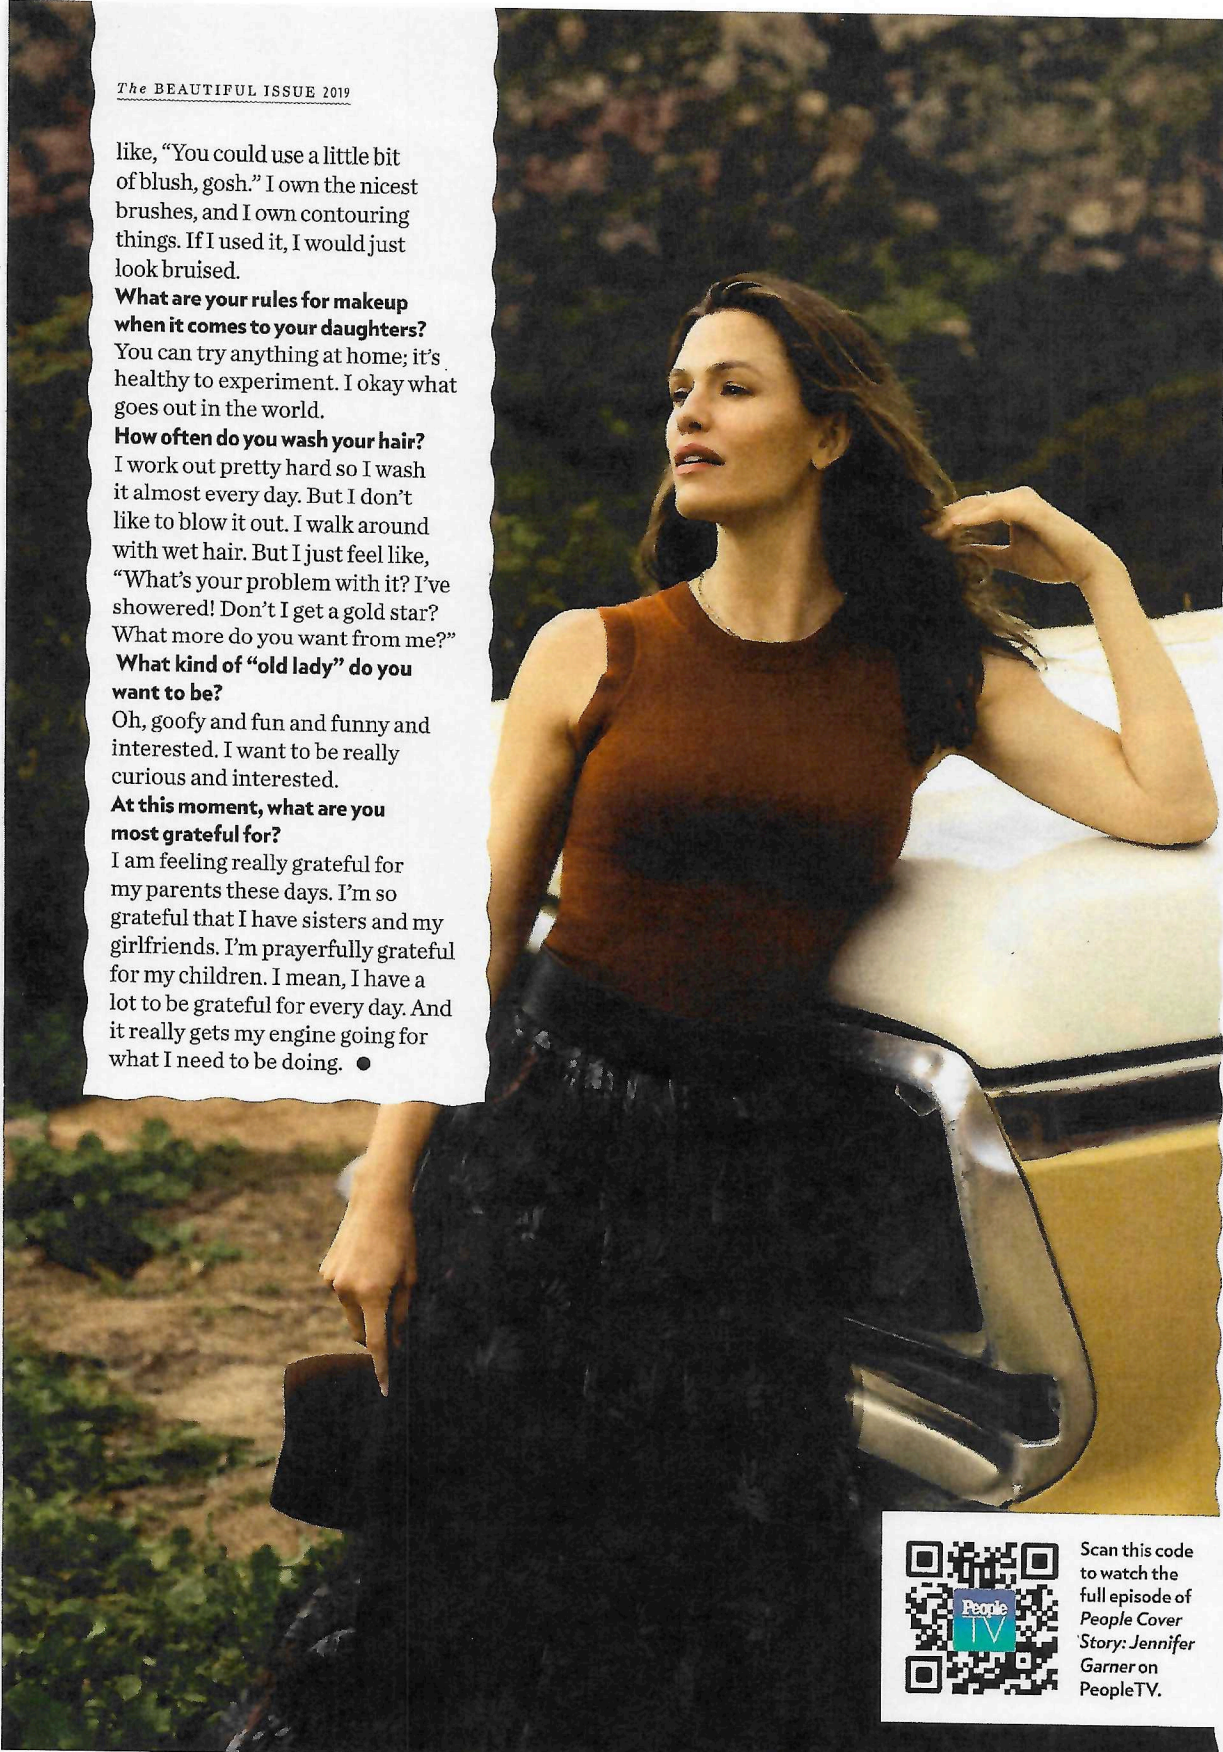 The BEAUTIFUL ISSUE 2019
like, “You could use a little bit
of blush, gosh.” I own the nicest
brushes, and I own contouring
things. If I used it, I would just
look bruised.
What are your rules for makeup
when it comes to your daughters?
You can try anything at home; it’s
healthy to experiment. I okay what
goes out in the world.
How often do you wash your hair?
I work out pretty hard so I wash
it almost every day. But I don’t
like to blow it out. I walk around
with wet hair. But I just feel like,
“What’s your problem with it? I’ve
showered! Don’t I get a gold star?
What more do you want from me?”
What kind of “old lady” do you
want to be?
Oh, goofy and fun and funny and
interested. I want to be really
curious and interested.
At this moment, what are you
most grateful for?
I am feeling really grateful for
my parents these days. I’m so
grateful that I have sisters and my
girlfriends. I’m prayerfully grateful
for my children. I mean, I have a
lot to be grateful for every day. And
it really gets my engine going for
what I need to be doing. ●
People
TV
Scan this code
to watch the
full episode of
People Cover
Story: Jennifer
Garner on
PeopleTV.